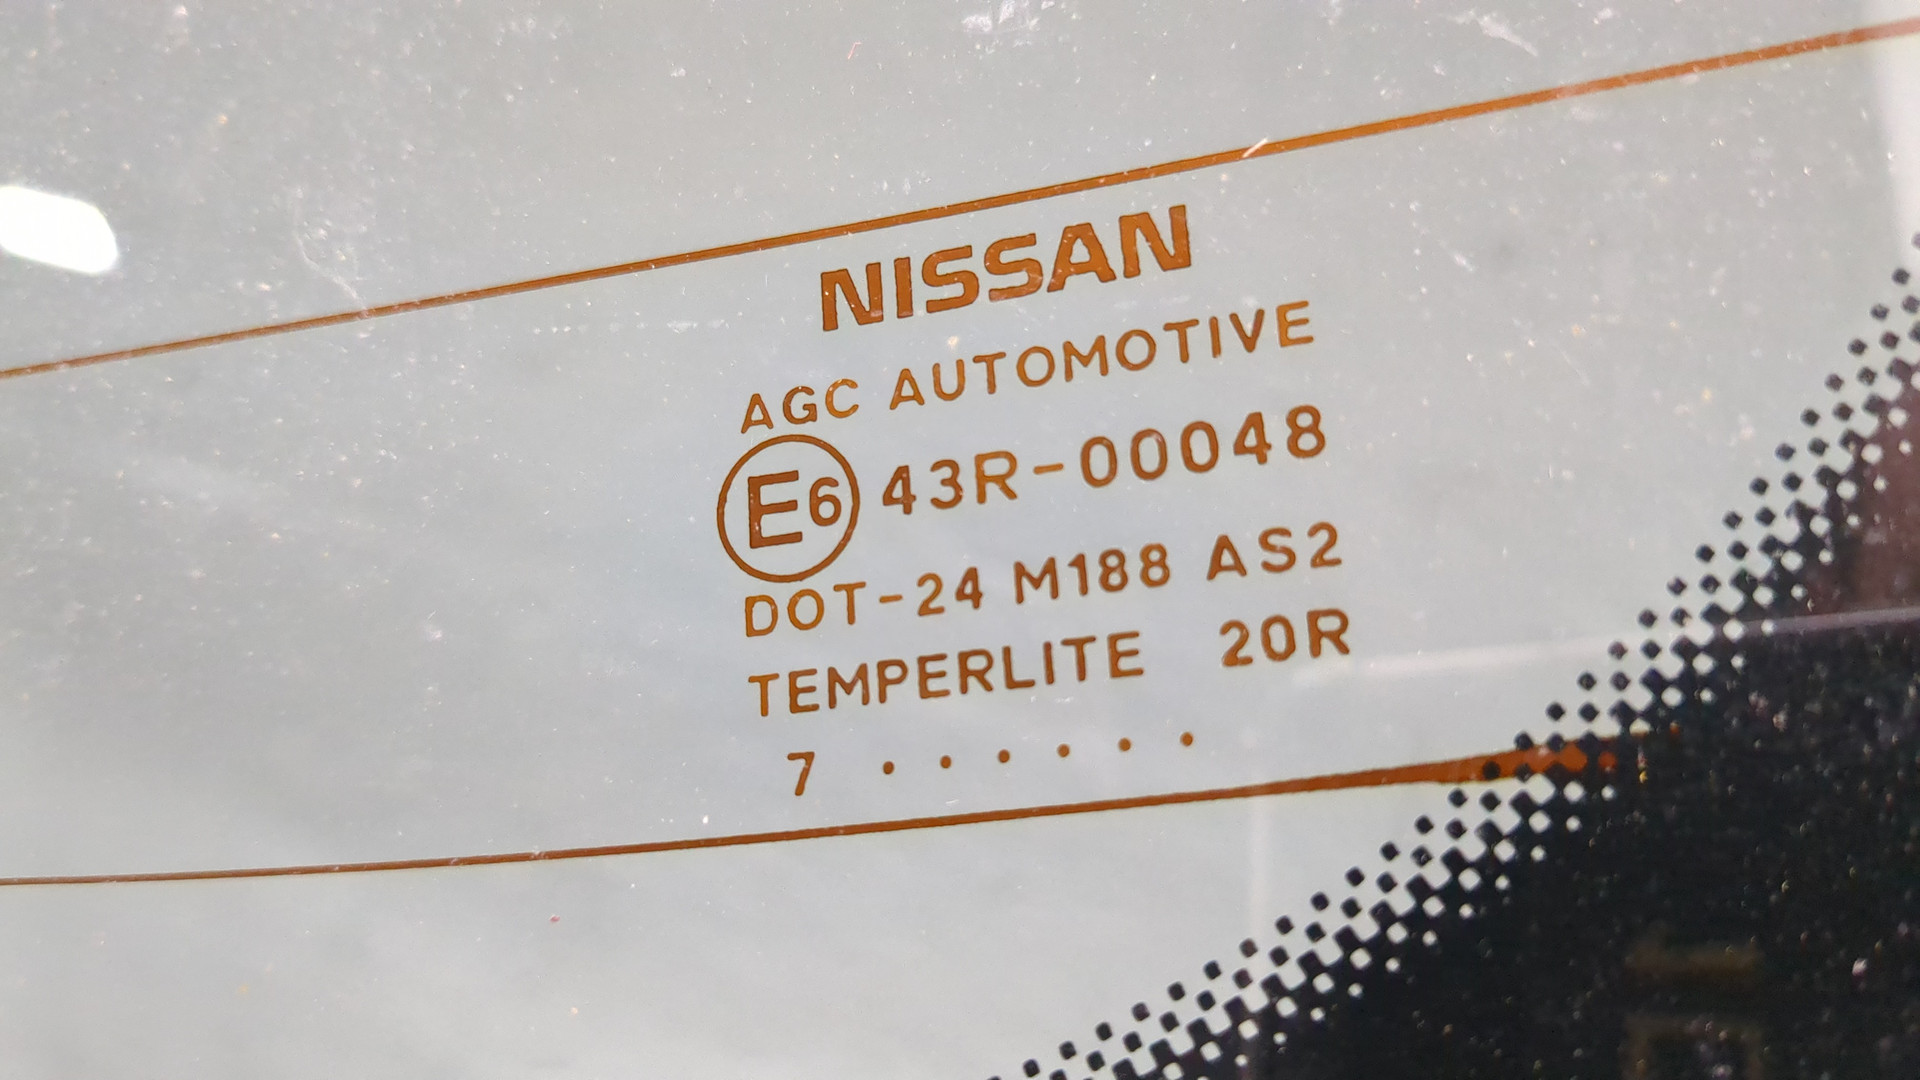 NISSAN
AGC AUTOMOTIVE
E6 43R-00048
DOT-24 M188 AS2
TEMPERLITE 20R
7 . . . . . .